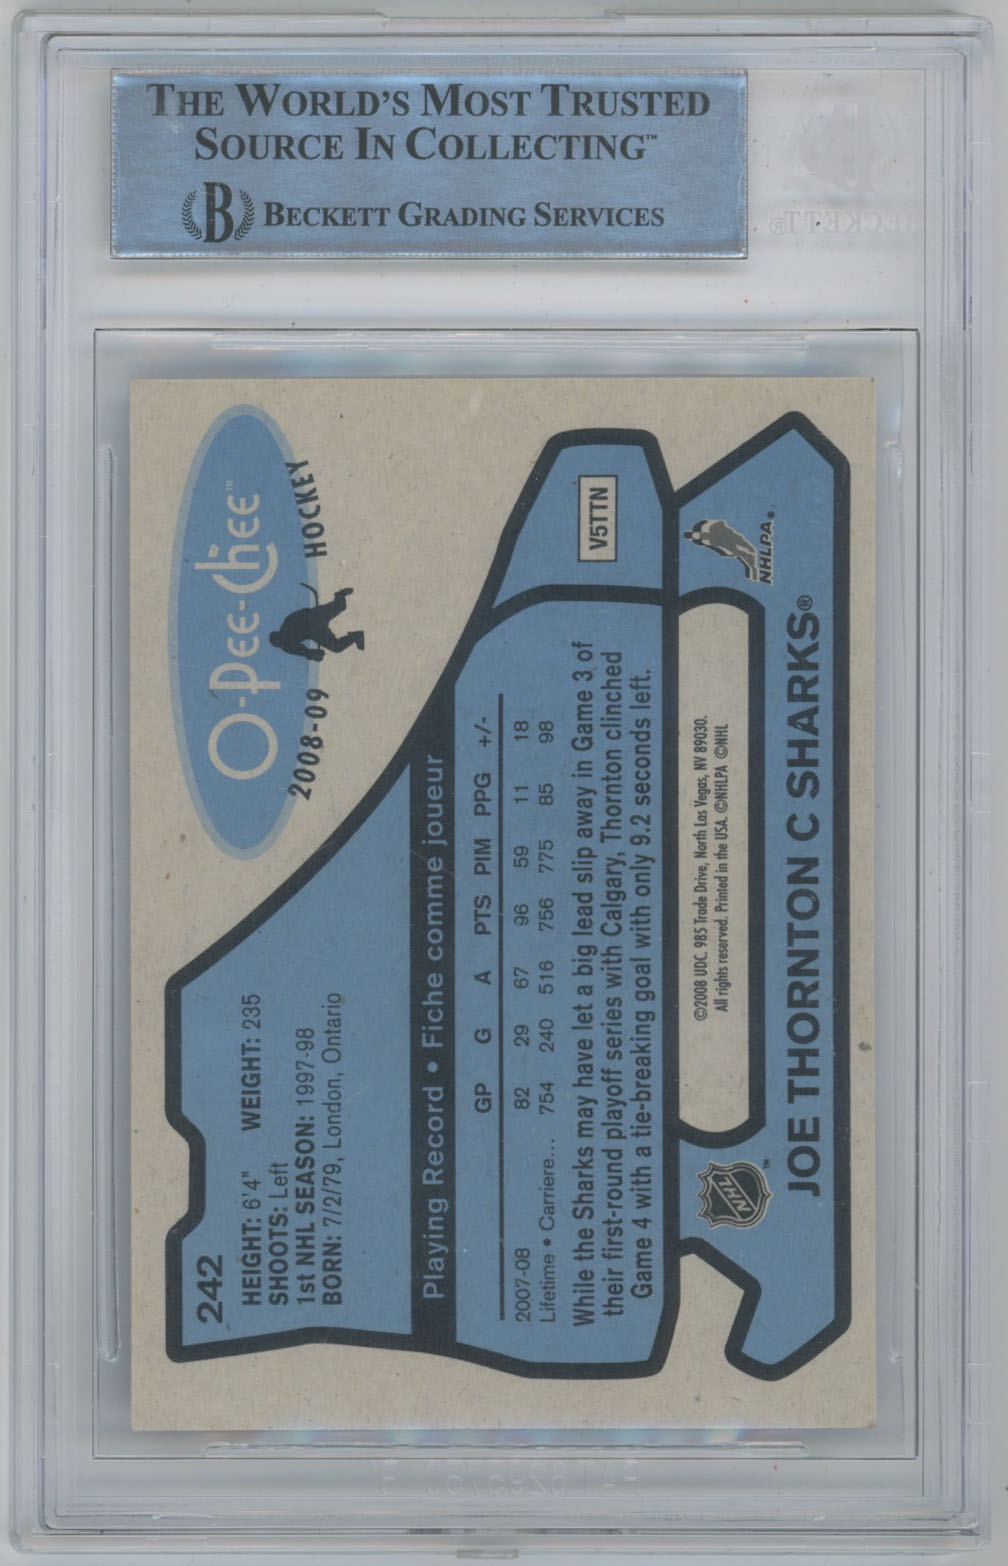 THE WORLD'S MOST TRUSTED
SOURCE IN COLLECTING™
B BECKETT GRADING SERVICES
BECKETT®
O-Pee-Chee™
2008-09 HOCKEY
242
HEIGHT: 6'4" WEIGHT: 235
SHOOTS: Left
1st NHL SEASON: 1997-98
BORN: 7/2/79, London, Ontario
Playing Record • Fiche comme joueur
GP G A PTS PIM PPG +/-
2007-08 82 29 67 96 59 11 18
Lifetime • Carriere... 754 240 516 756 775 85 98
While the Sharks may have let a big lead slip away in Game 3 of
their first-round playoff series with Calgary, Thornton clinched
Game 4 with a tie-breaking goal with only 9.2 seconds left.
V5TTN
©2008 UDC. 985 Trade Drive, North Las Vegas, NV 89030.
All rights reserved. Printed in the USA. ©NHLPA ©NHL
NHL™
NHLPA®
JOE THORNTON C SHARKS®